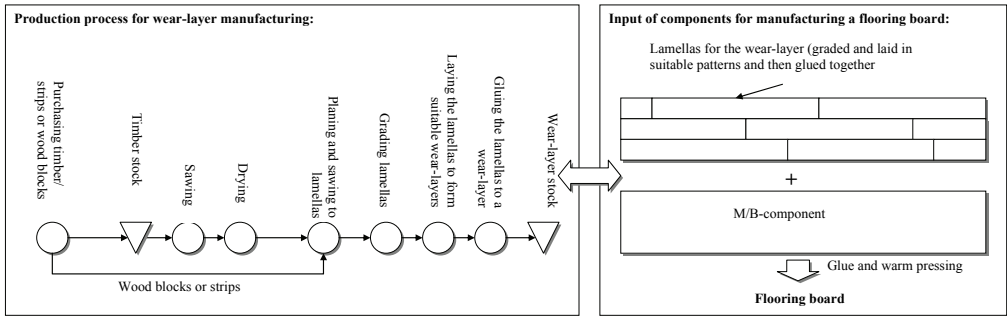 Production process for wear-layer manufacturing:
Purchasing timber/
strips or wood blocks
Timber stock
Sawing
Drying
Planing and sawing to
lamellas
Grading lamellas
Laying the lamellas to form
suitable wear-layers
Gluing the lamellas to a
wear-layer
Wear-layer stock
Wood blocks or strips
Input of components for manufacturing a flooring board:
Lamellas for the wear-layer (graded and laid in
suitable patterns and then glued together
+
M/B-component
Glue and warm pressing
Flooring board